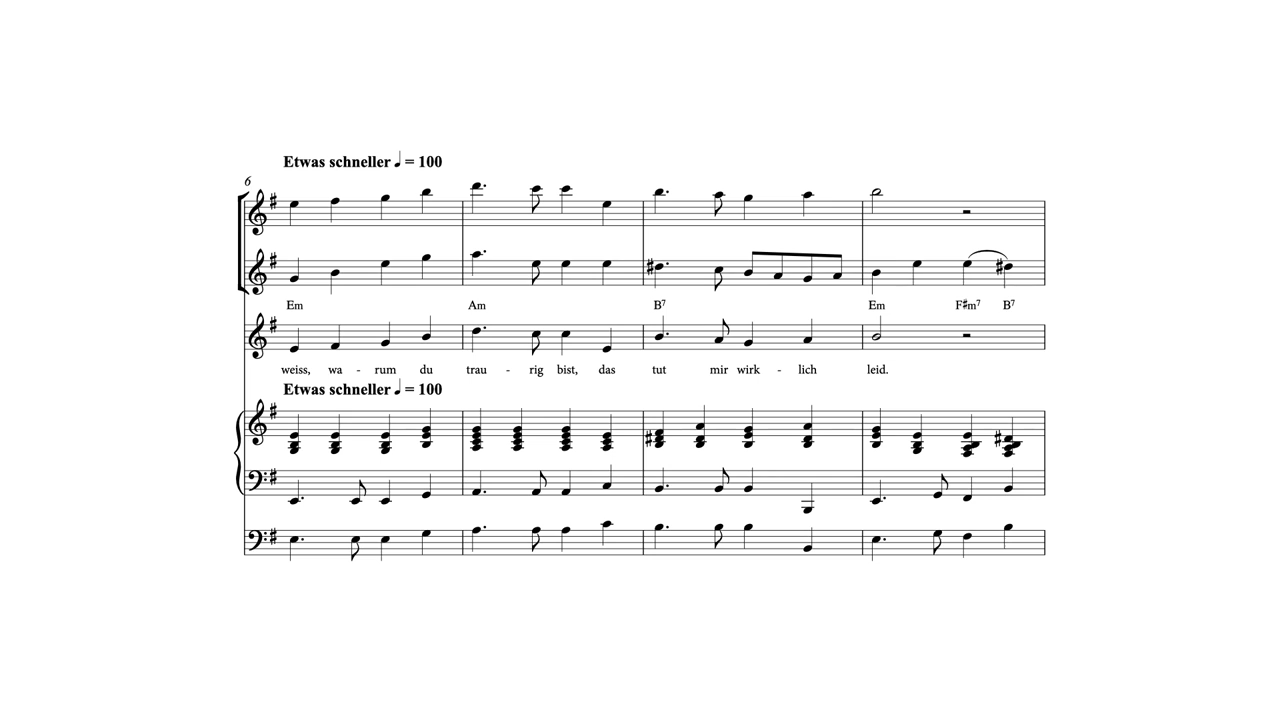 Etwas schneller ♩ = 100
6
Em Am B7 Em F♯m7 B7
weiss, wa - rum du trau - rig bist, das tut mir wirk - lich leid.
Etwas schneller ♩ = 100